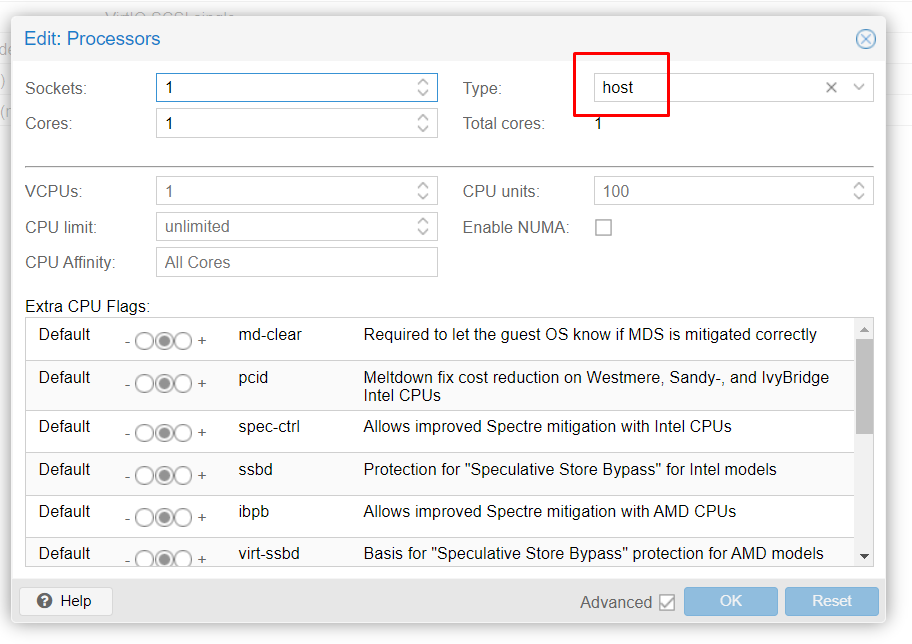 VirtIO SCSI single
Edit: Processors
Sockets: 1 Type: host
Cores: 1 Total cores: 1
VCPUs: 1 CPU units: 100
CPU limit: unlimited Enable NUMA:
CPU Affinity: All Cores
Extra CPU Flags:
Default - + md-clear Required to let the guest OS know if MDS is mitigated correctly
Default - + pcid Meltdown fix cost reduction on Westmere, Sandy-, and IvyBridge
Intel CPUs
Default - + spec-ctrl Allows improved Spectre mitigation with Intel CPUs
Default - + ssbd Protection for "Speculative Store Bypass" for Intel models
Default - + ibpb Allows improved Spectre mitigation with AMD CPUs
Default - + virt-ssbd Basis for "Speculative Store Bypass" protection for AMD models
Help Advanced OK Reset